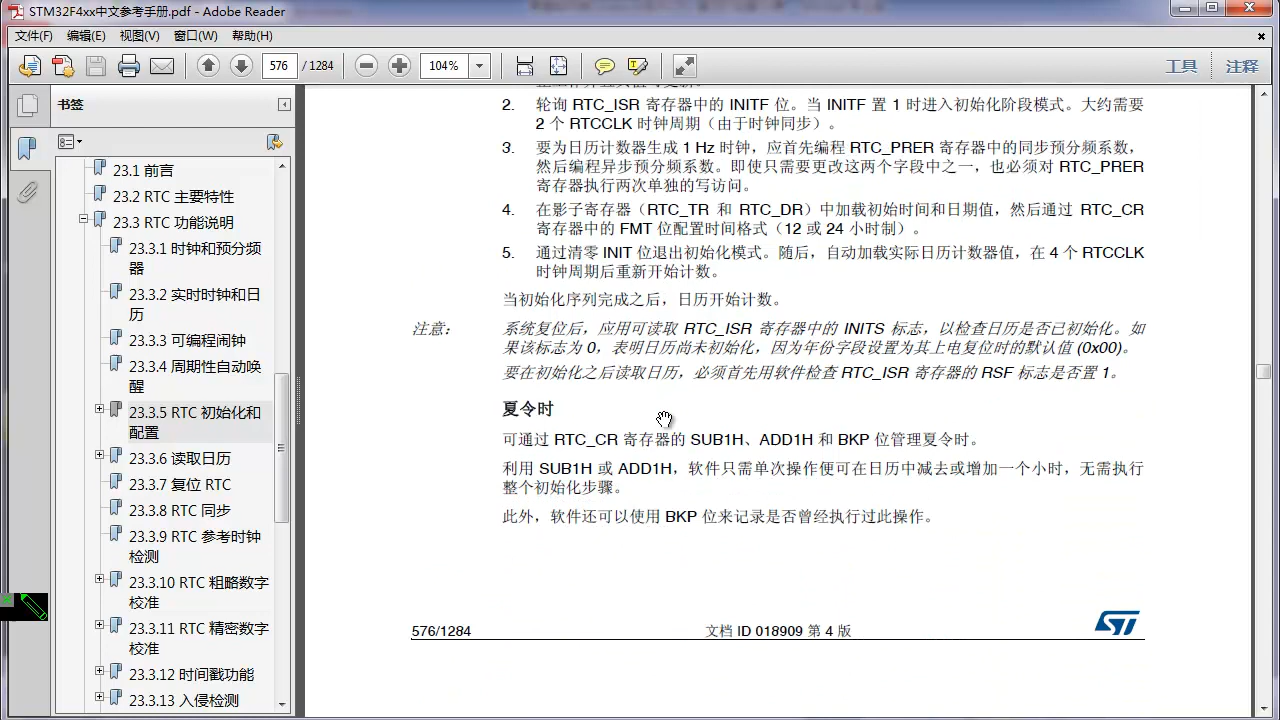 STM32F4xx中文参考手册.pdf - Adobe Reader
文件(F) 编辑(E) 视图(V) 窗口(W) 帮助(H)
576 / 1284 104% 工具 注释
书签
23.1 前言
23.2 RTC 主要特性
23.3 RTC 功能说明
23.3.1 时钟和预分频
器
23.3.2 实时时钟和日
历
23.3.3 可编程闹钟
23.3.4 周期性自动唤
醒
23.3.5 RTC 初始化和
配置
23.3.6 读取日历
23.3.7 复位 RTC
23.3.8 RTC 同步
23.3.9 RTC 参考时钟
检测
23.3.10 RTC 粗略数字
校准
23.3.11 RTC 精密数字
校准
23.3.12 时间戳功能
23.3.13 入侵检测
2. 轮询 RTC_ISR 寄存器中的 INITF 位。当 INITF 置 1 时进入初始化阶段模式。大约需要
2 个 RTCCLK 时钟周期（由于时钟同步）。
3. 要为日历计数器生成 1 Hz 时钟，应首先编程 RTC_PRER 寄存器中的同步预分频系数，
然后编程异步预分频系数。即使只需要更改这两个字段中之一，也必须对 RTC_PRER
寄存器执行两次单独的写访问。
4. 在影子寄存器（RTC_TR 和 RTC_DR）中加载初始时间和日期值，然后通过 RTC_CR
寄存器中的 FMT 位配置时间格式（12 或 24 小时制）。
5. 通过清零 INIT 位退出初始化模式。随后，自动加载实际日历计数器值，在 4 个 RTCCLK
时钟周期后重新开始计数。
当初始化序列完成之后，日历开始计数。
注意： 系统复位后，应用可读取 RTC_ISR 寄存器中的 INITS 标志，以检查日历是否已初始化。如
果该标志为 0，表明日历尚未初始化，因为年份字段设置为其上电复位时的默认值 (0x00)。
要在初始化之后读取日历，必须首先用软件检查 RTC_ISR 寄存器的 RSF 标志是否置 1。
夏令时
可通过 RTC_CR 寄存器的 SUB1H、ADD1H 和 BKP 位管理夏令时。
利用 SUB1H 或 ADD1H，软件只需单次操作便可在日历中减去或增加一个小时，无需执行
整个初始化步骤。
此外，软件还可以使用 BKP 位来记录是否曾经执行过此操作。
576/1284 文档 ID 018909 第 4 版 ST